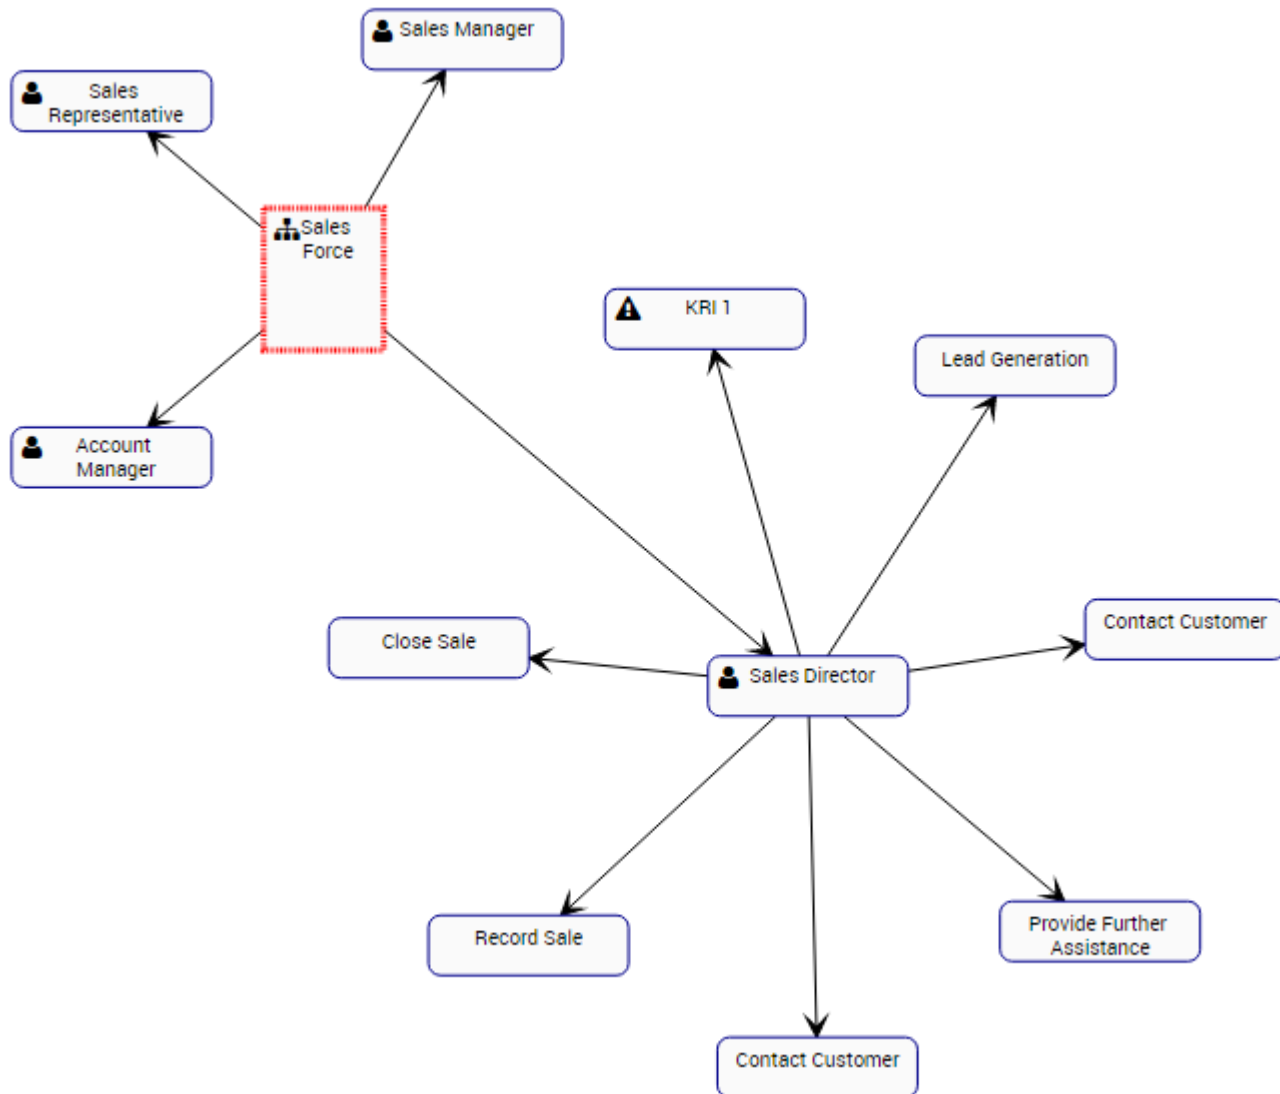 Sales Manager
Sales
Representative
Sales
Force
KRI 1
Lead Generation
Account
Manager
Contact Customer
Close Sale
Sales Director
Record Sale
Provide Further
Assistance
Contact Customer